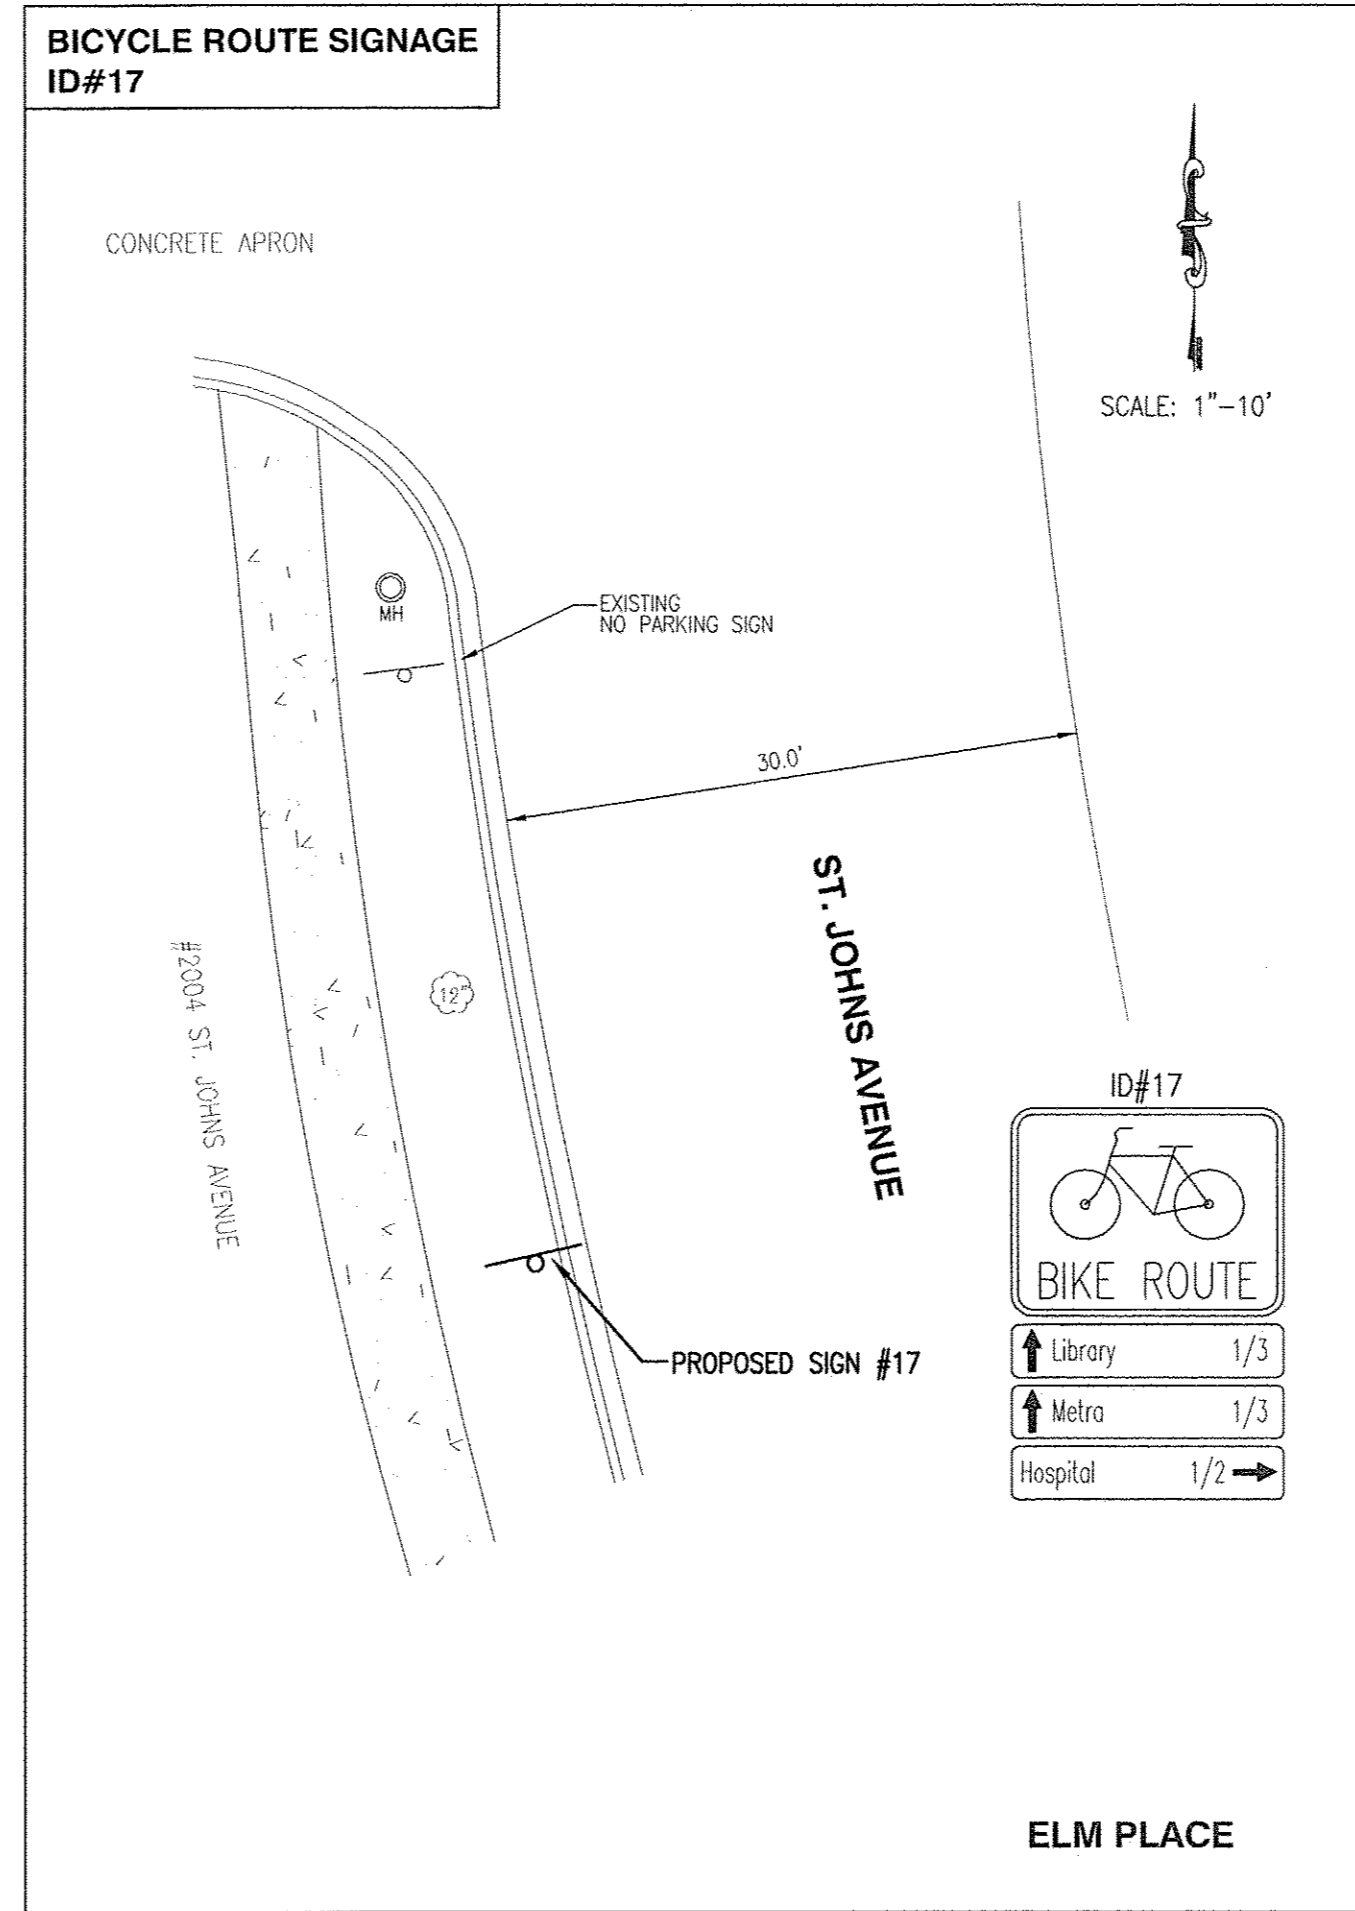 BICYCLE ROUTE SIGNAGE
ID#17
CONCRETE APRON
SCALE: 1"-10'
MH
EXISTING
NO PARKING SIGN
30.0'
ST. JOHNS AVENUE
#2004 ST. JOHNS AVENUE
12"
ID#17
BIKE ROUTE
Library 1/3
Metra 1/3
Hospital 1/2
PROPOSED SIGN #17
ELM PLACE